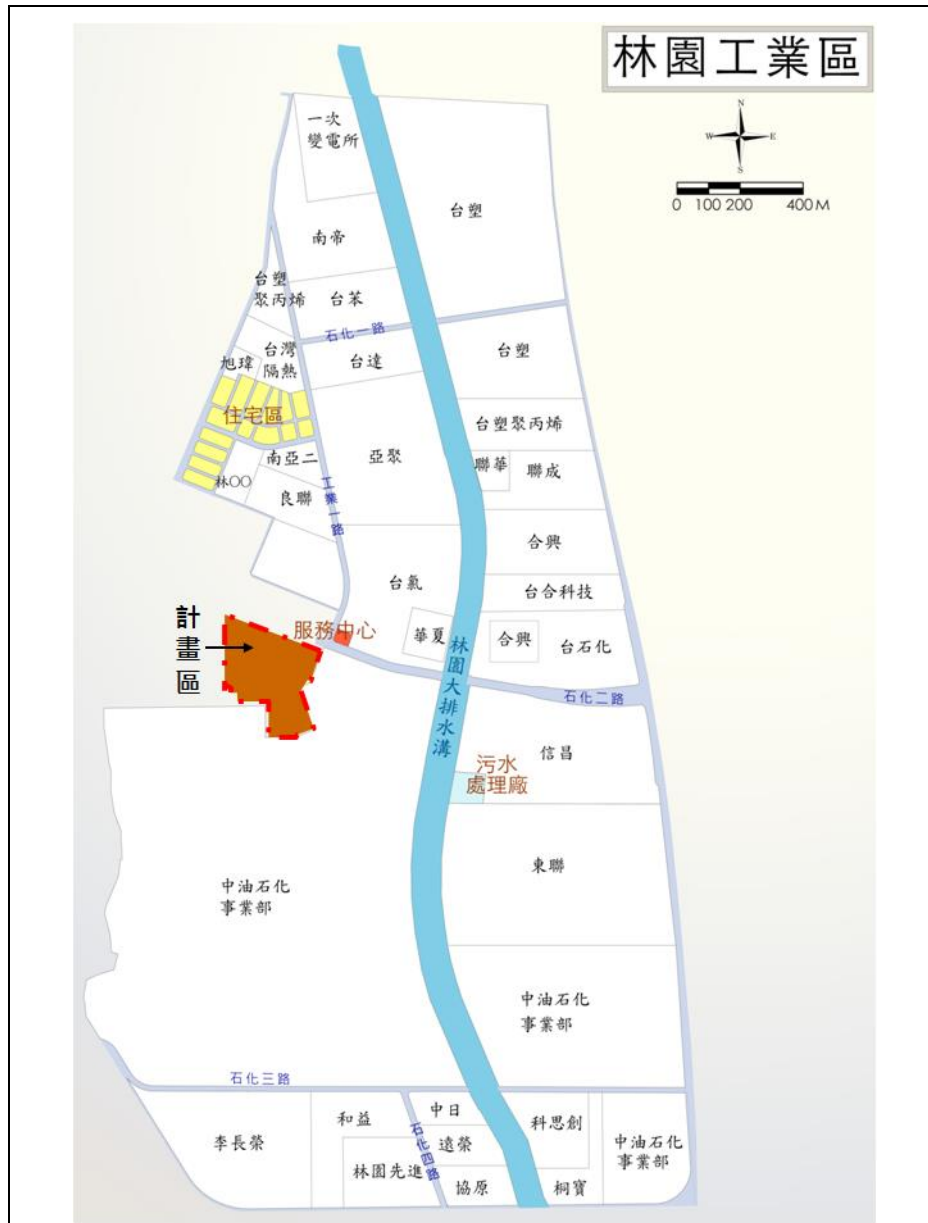 林園工業區
N
W
E
S
0 100 200 400M
一次
變電所
台塑
南帝
台塑
聚丙烯
台苯
石化一路
台灣
隔熱
旭瑋
台達
台塑
住宅區
台塑聚丙烯
南亞二
亞聚
聯華
聯成
林○○
良聯
工業一路
合興
台氯
台合科技
計畫區
服務中心
華夏
合興
台石化
林園大排水溝
石化二路
信昌
污水
處理廠
東聯
中油石化
事業部
中油石化
事業部
石化三路
和益
中日
科思創
李長榮
石化四路
遠榮
中油石化
事業部
林園先進
協原
桐寶